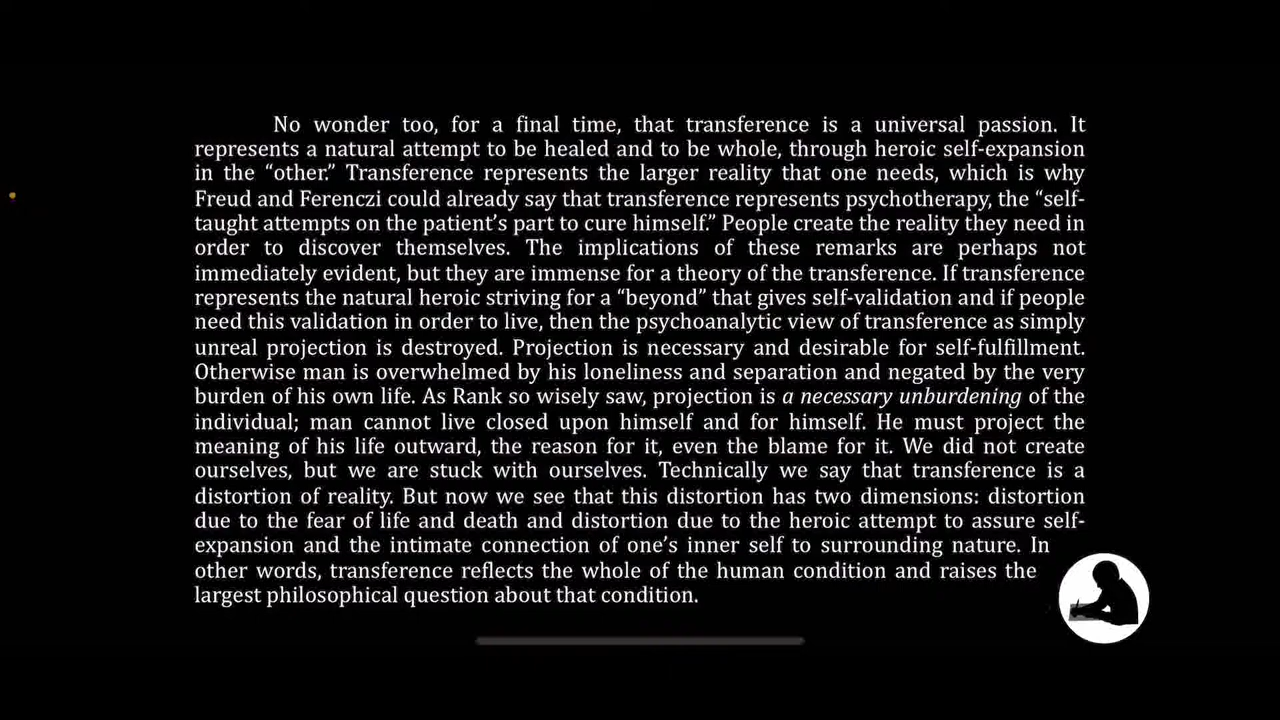 No wonder too, for a final time, that transference is a universal passion. It
represents a natural attempt to be healed and to be whole, through heroic self-expansion
in the “other.” Transference represents the larger reality that one needs, which is why
Freud and Ferenczi could already say that transference represents psychotherapy, the “self-
taught attempts on the patient’s part to cure himself.” People create the reality they need in
order to discover themselves. The implications of these remarks are perhaps not
immediately evident, but they are immense for a theory of the transference. If transference
represents the natural heroic striving for a “beyond” that gives self-validation and if people
need this validation in order to live, then the psychoanalytic view of transference as simply
unreal projection is destroyed. Projection is necessary and desirable for self-fulfillment.
Otherwise man is overwhelmed by his loneliness and separation and negated by the very
burden of his own life. As Rank so wisely saw, projection is a necessary unburdening of the
individual; man cannot live closed upon himself and for himself. He must project the
meaning of his life outward, the reason for it, even the blame for it. We did not create
ourselves, but we are stuck with ourselves. Technically we say that transference is a
distortion of reality. But now we see that this distortion has two dimensions: distortion
due to the fear of life and death and distortion due to the heroic attempt to assure self-
expansion and the intimate connection of one’s inner self to surrounding nature. In
other words, transference reflects the whole of the human condition and raises the
largest philosophical question about that condition.